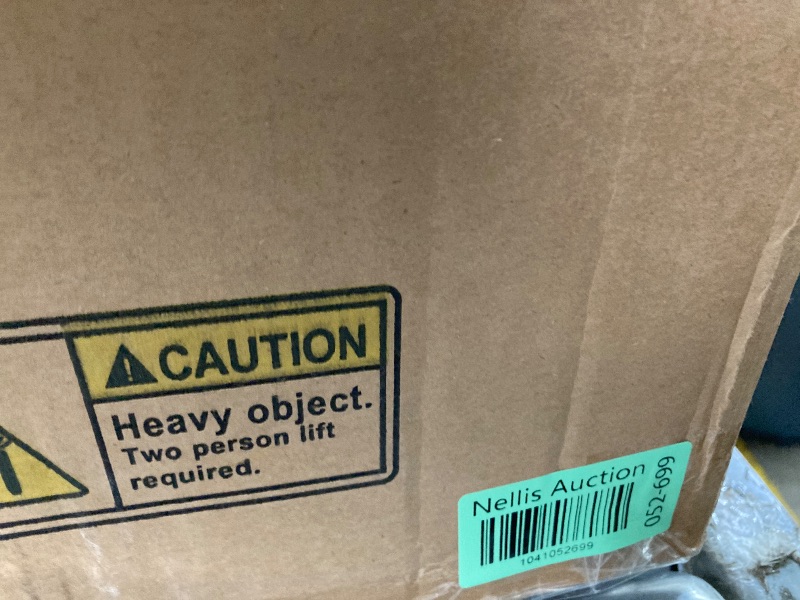 CAUTION
Heavy object.
Two person lift
required.
Nellis Auction
052-699
1041052699